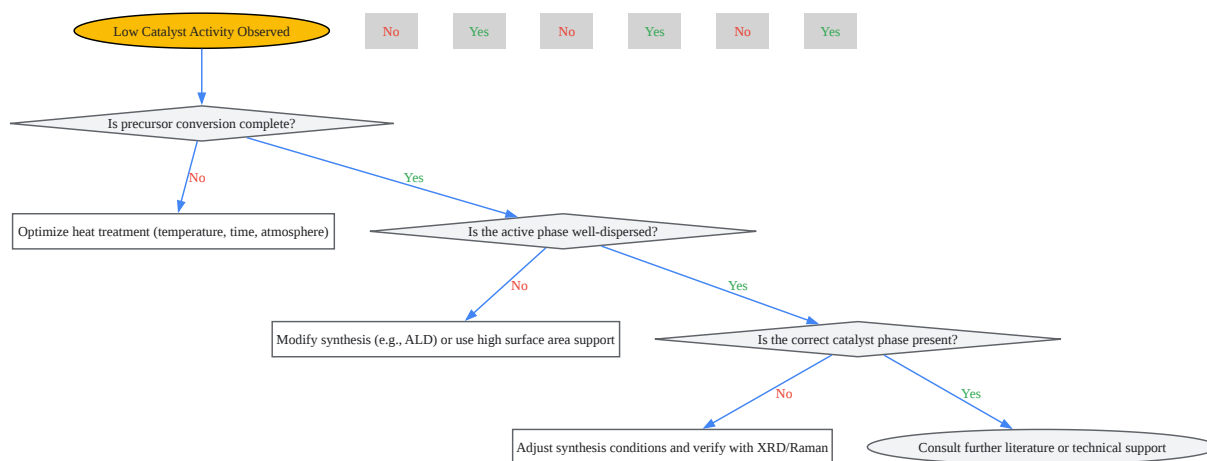 Low Catalyst Activity Observed
No
Yes
No
Yes
No
Yes
Is precursor conversion complete?
No
Yes
Optimize heat treatment (temperature, time, atmosphere)
Is the active phase well-dispersed?
No
Yes
Modify synthesis (e.g., ALD) or use high surface area support
Is the correct catalyst phase present?
No
Yes
Adjust synthesis conditions and verify with XRD/Raman
Consult further literature or technical support